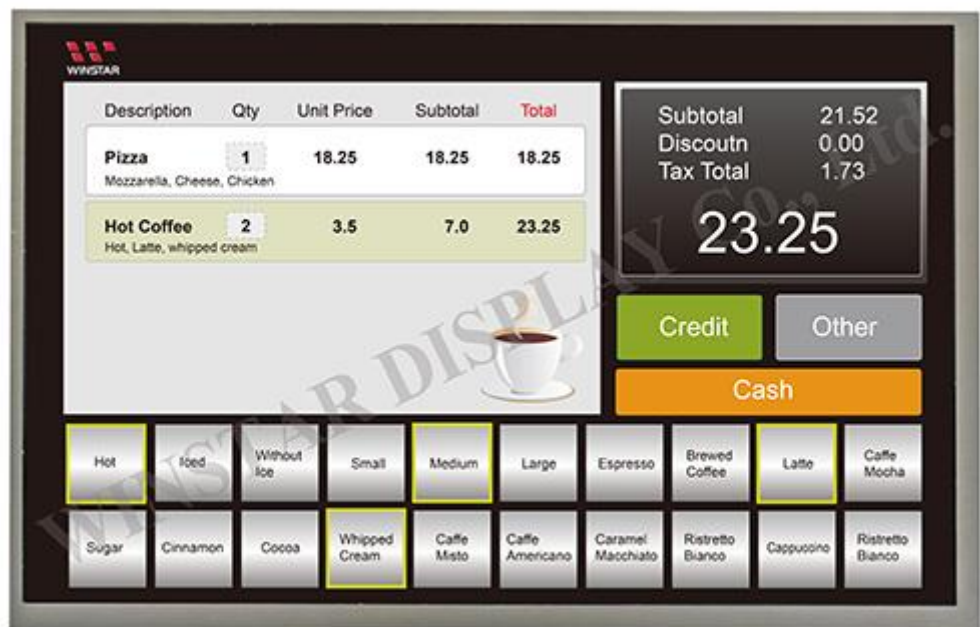 WINSTAR
Description Qty Unit Price Subtotal Total
Pizza 1 18.25 18.25 18.25
Mozzarella, Cheese, Chicken
Hot Coffee 2 3.5 7.0 23.25
Hot, Latte, whipped cream
Subtotal 21.52
Discoutn 0.00
Tax Total 1.73
23.25
Credit Other
Cash
Hot Iced Without Ice Small Medium Large Espresso Brewed Coffee Latte Caffe Mocha
Sugar Cinnamon Cocoa Whipped Cream Caffe Misto Caffe Americano Caramel Macchiato Ristretto Bianco Cappuccino Ristretto Bianco
WINSTAR DISPLAY Co., Ltd.